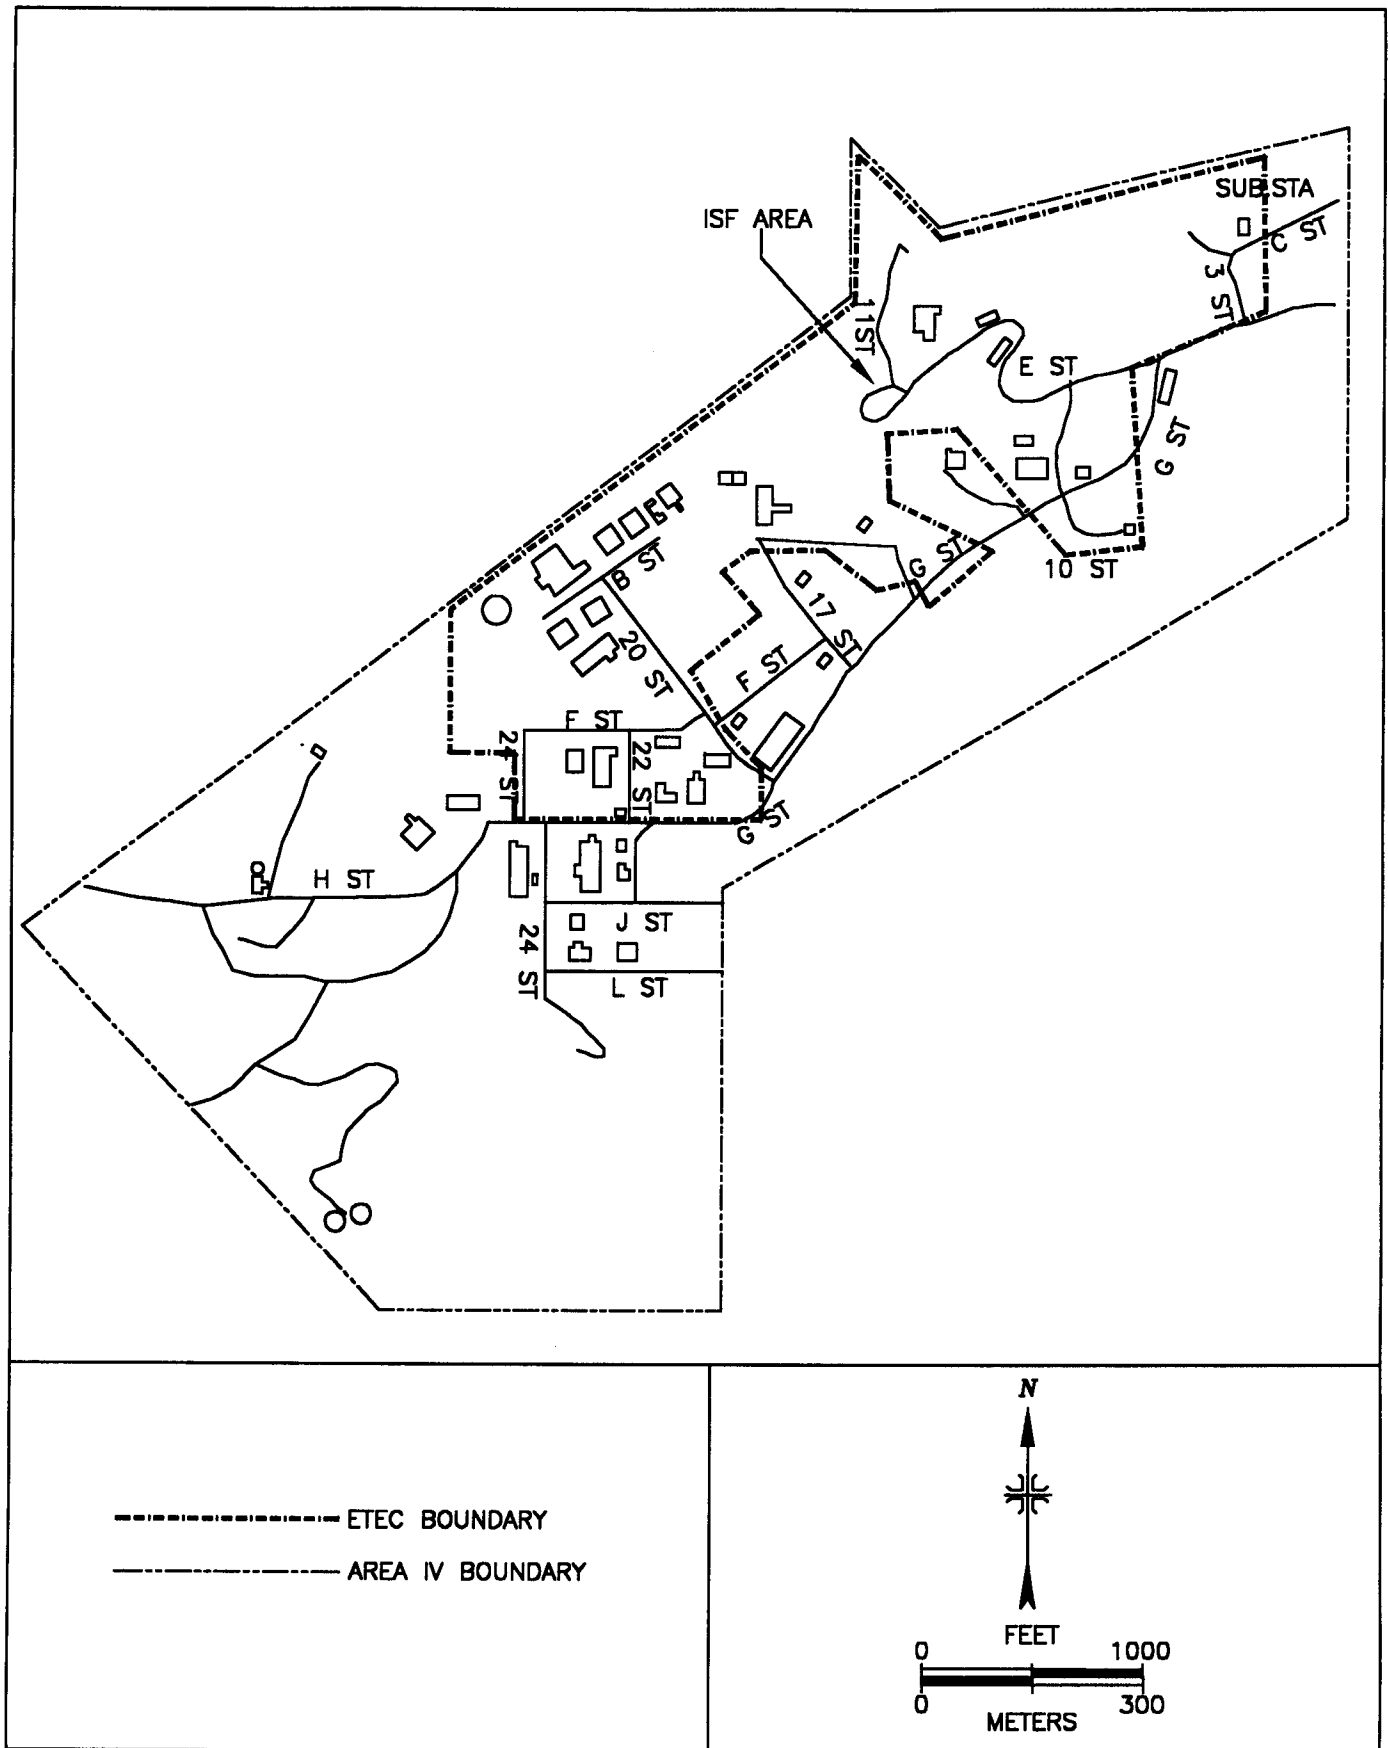 SUB STA
ISF AREA
C ST
3 ST
11ST
E ST
G ST
G ST
10 ST
B ST
17 ST
20 ST
F ST
F ST
24 ST
22 ST
G ST
H ST
J ST
24 ST
L ST
N
ETEC BOUNDARY
AREA IV BOUNDARY
FEET
0 1000
0 300
METERS